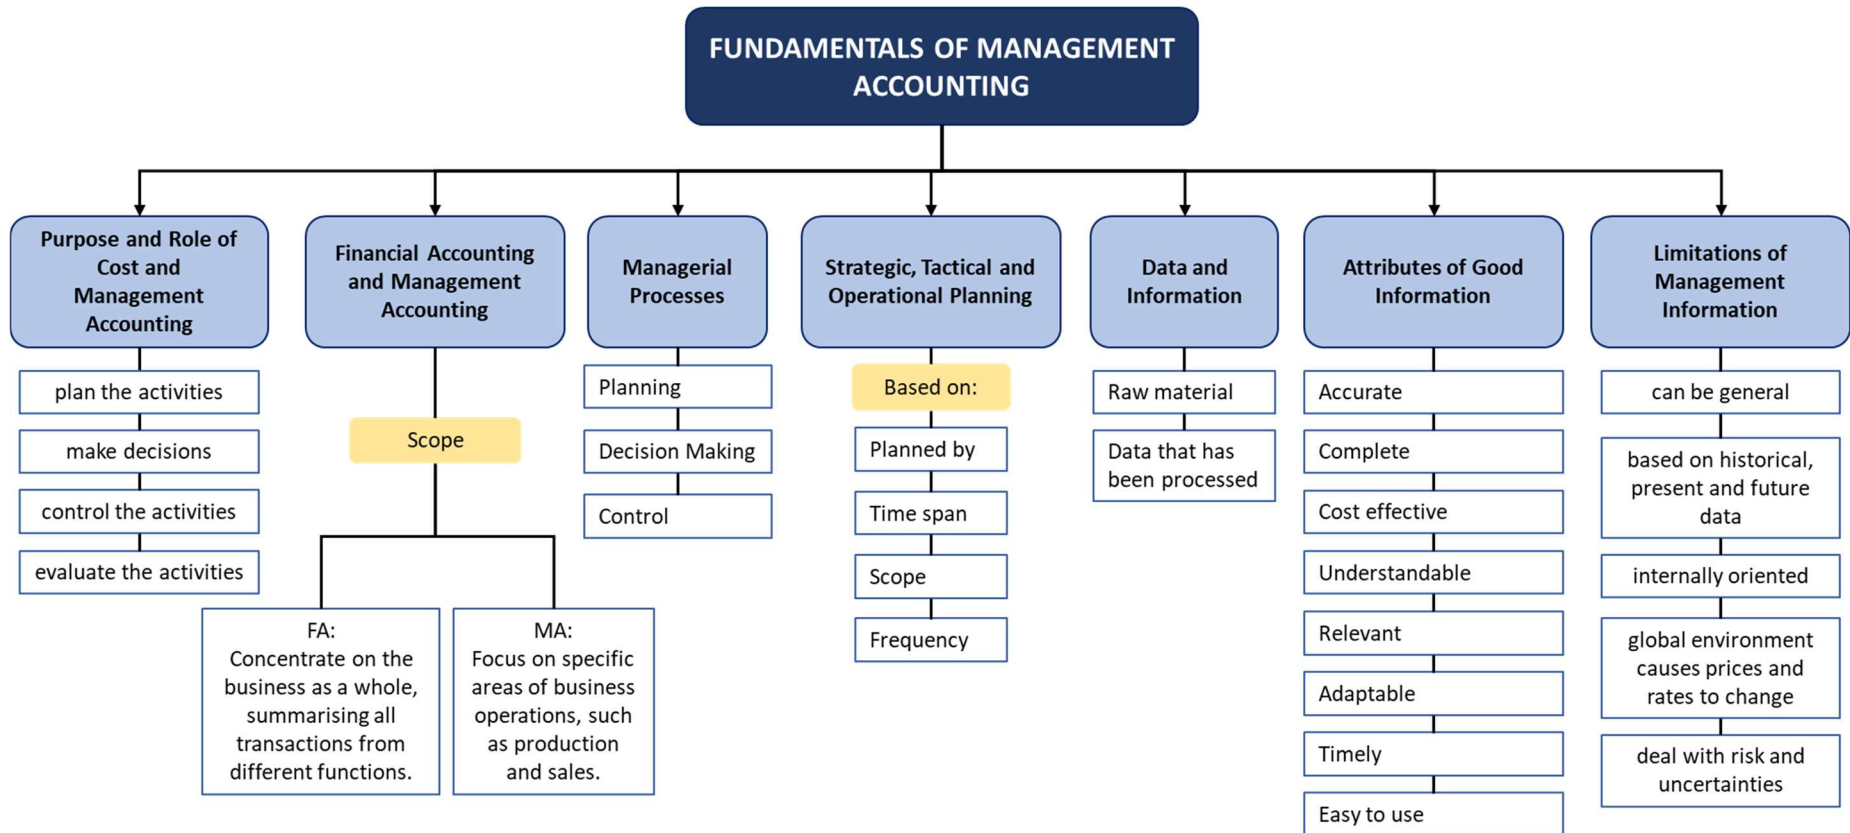 FUNDAMENTALS OF MANAGEMENT
ACCOUNTING
Purpose and Role of
Cost and
Management
Accounting
plan the activities
make decisions
control the activities
evaluate the activities
Financial Accounting
and Management
Accounting
Scope
FA:
Concentrate on the
business as a whole,
summarising all
transactions from
different functions.
MA:
Focus on specific
areas of business
operations, such
as production
and sales.
Managerial
Processes
Planning
Decision Making
Control
Strategic, Tactical and
Operational Planning
Based on:
Planned by
Time span
Scope
Frequency
Data and
Information
Raw material
Data that has
been processed
Attributes of Good
Information
Accurate
Complete
Cost effective
Understandable
Relevant
Adaptable
Timely
Easy to use
Limitations of
Management
Information
can be general
based on historical,
present and future
data
internally oriented
global environment
causes prices and
rates to change
deal with risk and
uncertainties